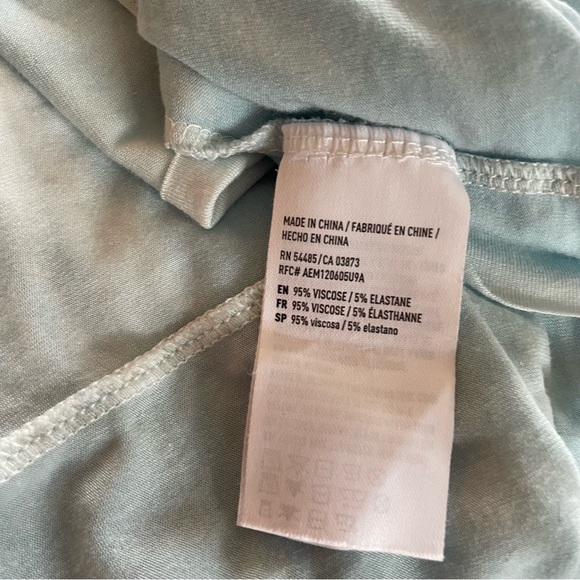 MADE IN CHINA / FABRIQUÉ EN CHINE /
HECHO EN CHINA
RN 54485/CA 03873
RFC# AEM120605U9A
EN 95% VISCOSE / 5% ELASTANE
FR 95% VISCOSE / 5% ÉLASTHANNE
SP 95% viscosa / 5% elastano